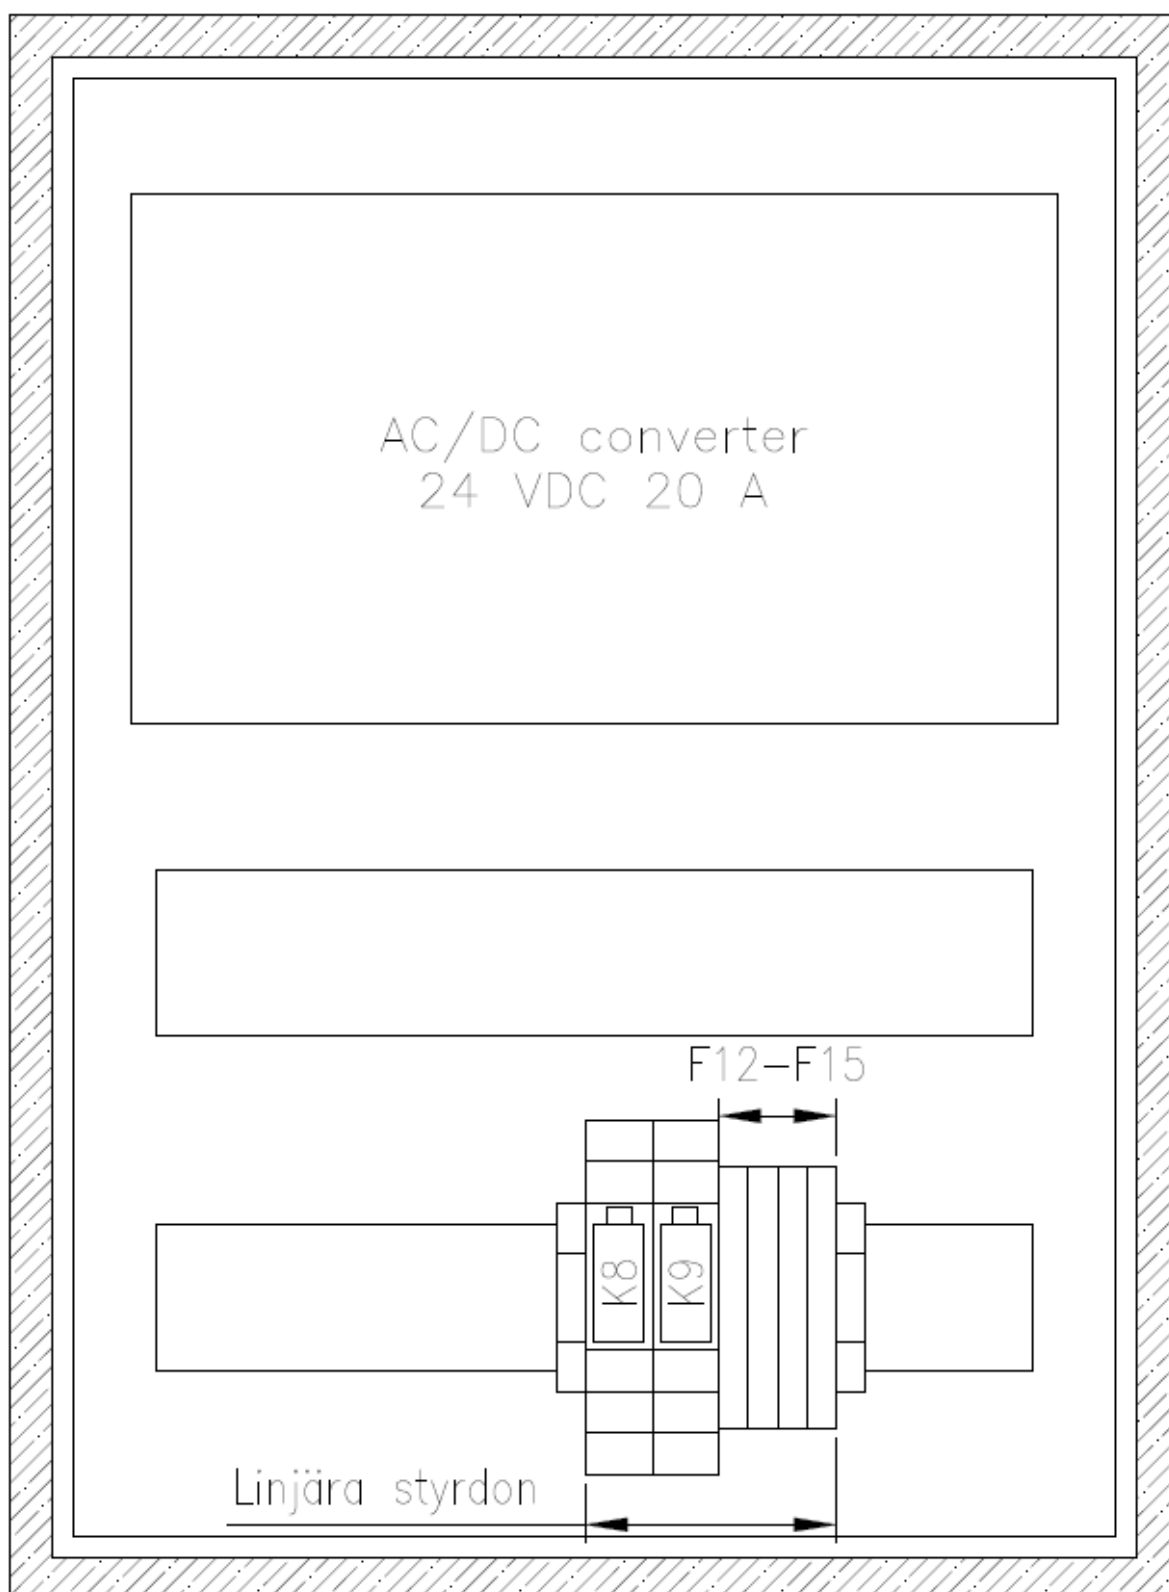 AC/DC converter
24 VDC 20 A
F12-F15
K8
K9
Linjära styrdon